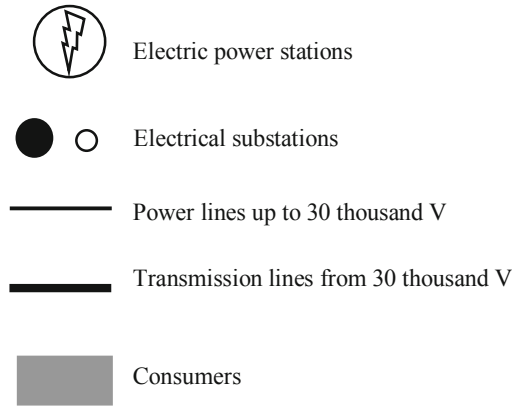 Electric power stations
Electrical substations
Power lines up to 30 thousand V
Transmission lines from 30 thousand V
Consumers